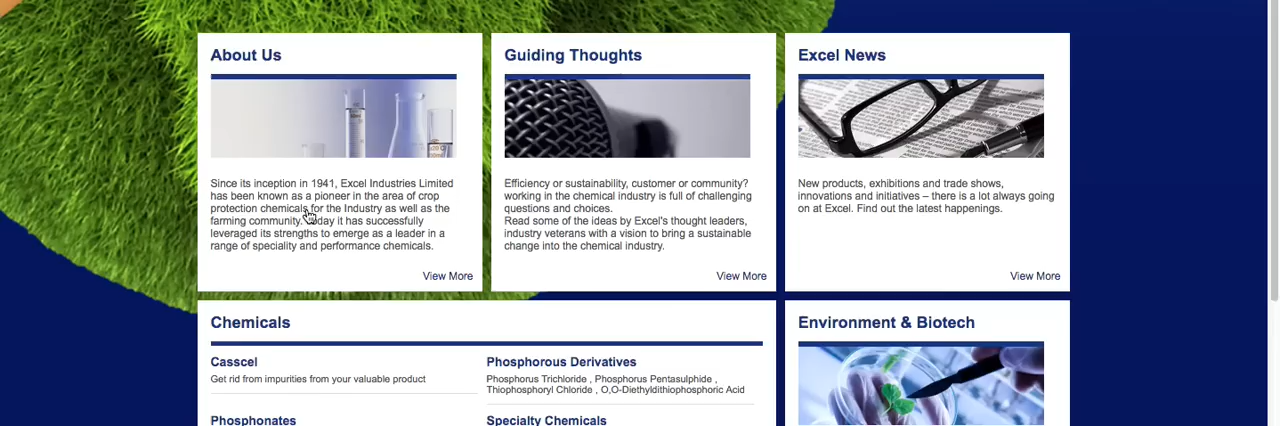 About Us
Since its inception in 1941, Excel Industries Limited
has been known as a pioneer in the area of crop
protection chemicals for the Industry as well as the
farming community. Today it has successfully
leveraged its strengths to emerge as a leader in a
range of speciality and performance chemicals.
View More
Guiding Thoughts
Efficiency or sustainability, customer or community?
working in the chemical industry is full of challenging
questions and choices.
Read some of the ideas by Excel's thought leaders,
industry veterans with a vision to bring a sustainable
change into the chemical industry.
View More
Excel News
New products, exhibitions and trade shows,
innovations and initiatives – there is a lot always going
on at Excel. Find out the latest happenings.
View More
Chemicals
Casscel
Get rid from impurities from your valuable product
Phosphorous Derivatives
Phosphorus Trichloride , Phosphorus Pentasulphide ,
Thiophosphoryl Chloride , O,O-Diethyldithiophosphoric Acid
Phosphonates
Specialty Chemicals
Environment & Biotech